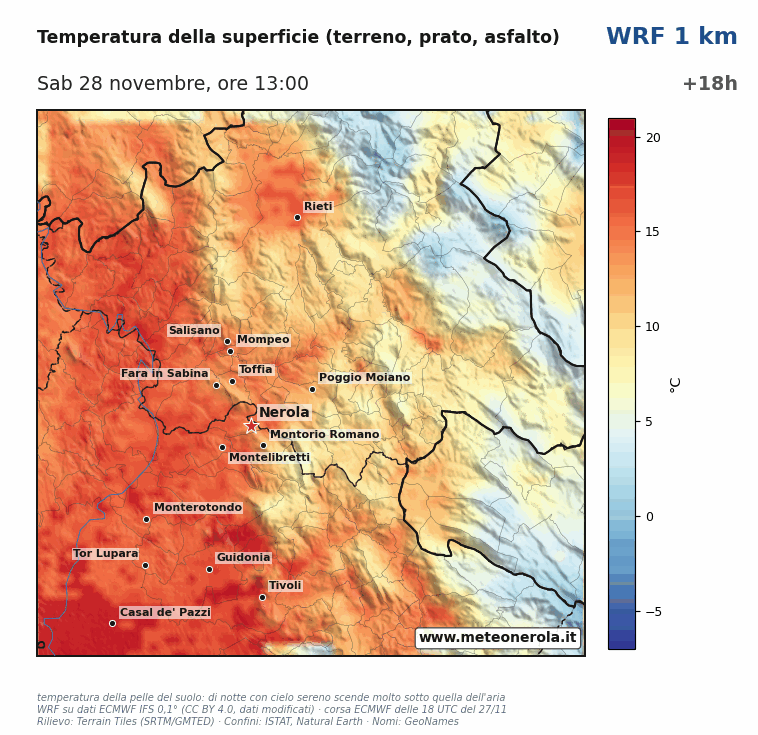 Temperatura della superficie (terreno, prato, asfalto)
WRF 1 km
Sab 28 novembre, ore 13:00
+18h
Rieti
Salisano
Mompeo
Fara in Sabina
Toffia
Poggio Moiano
Nerola
Montorio Romano
Montelibretti
Monterotondo
Tor Lupara
Guidonia
Tivoli
Casal de' Pazzi
www.meteonerola.it
20
15
10
5
0
−5
°C
temperatura della pelle del suolo: di notte con cielo sereno scende molto sotto quella dell'aria
WRF su dati ECMWF IFS 0,1° (CC BY 4.0, dati modificati) · corsa ECMWF delle 18 UTC del 27/11
Rilievo: Terrain Tiles (SRTM/GMTED) · Confini: ISTAT, Natural Earth · Nomi: GeoNames